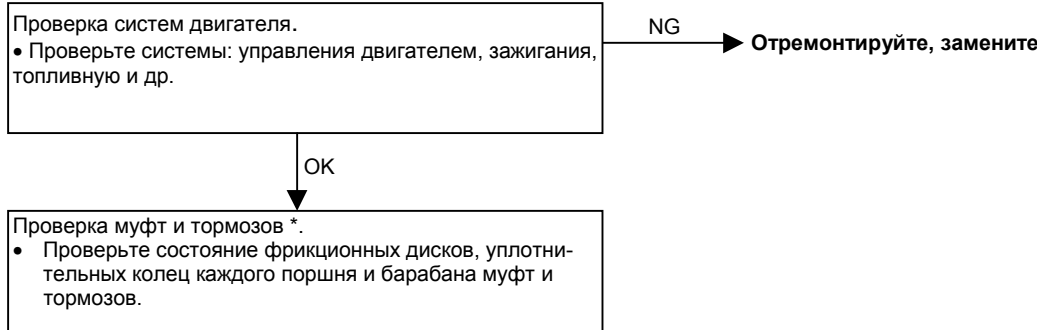 Проверка систем двигателя.
• Проверьте системы: управления двигателем, зажигания,
топливную и др.
NG
Отремонтируйте, замените
OK
Проверка муфт и тормозов *.
• Проверьте состояние фрикционных дисков, уплотни-
тельных колец каждого поршня и барабана муфт и
тормозов.